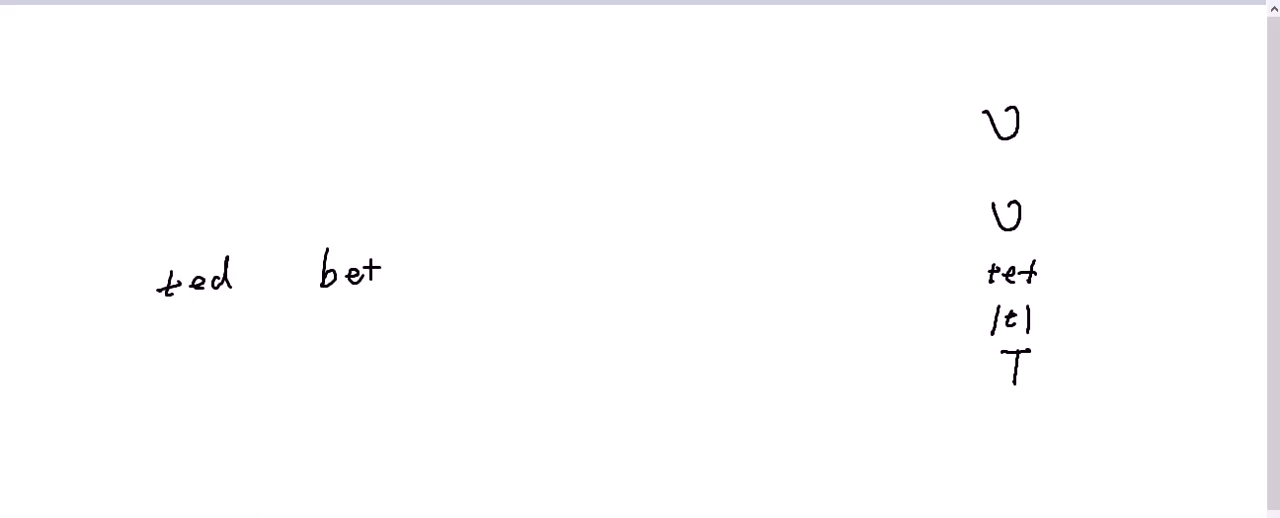 ט
ט
ted bet tet
/t/
T